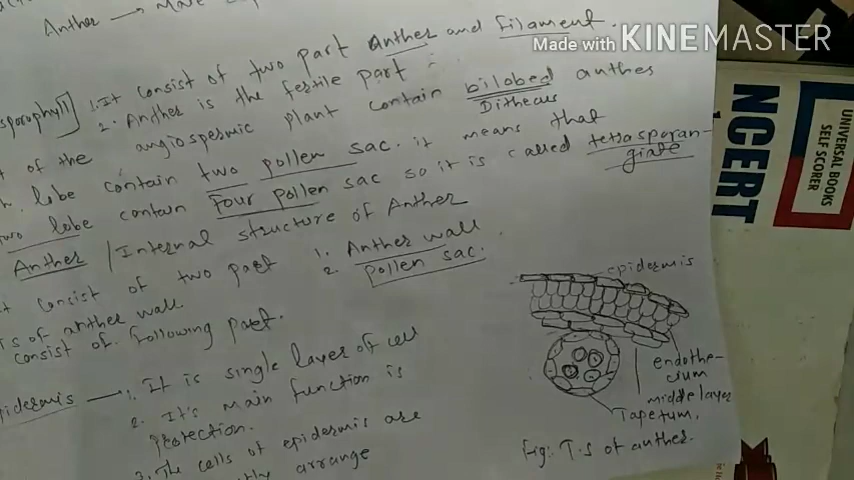 Anther → Male
Made with KINEMASTER
1. It consist of two part anther and filament.
sporophyll] 2. Anther is the fertile part
of the angiospermic plant contain bilobed anther
Dithecus
lobe contain two pollen sac. it means that
two lobe contain Four pollen sac so it is called tetrasporan-
giate
Anther / Internal structure of Anther
consist of two part 1. Anther wall
2. pollen sac.
T.S of anther wall
consist of following part.
epidermis → 1. It is single layer of cell
2. It's main function is
protection.
3. The cells of epidermis are
arrange
epidermis
endothe-
cium
middle layer
Tapetum,
Fig: T.S of anther.
NCERT
UNIVERSAL BOOKS
SELF SCORER